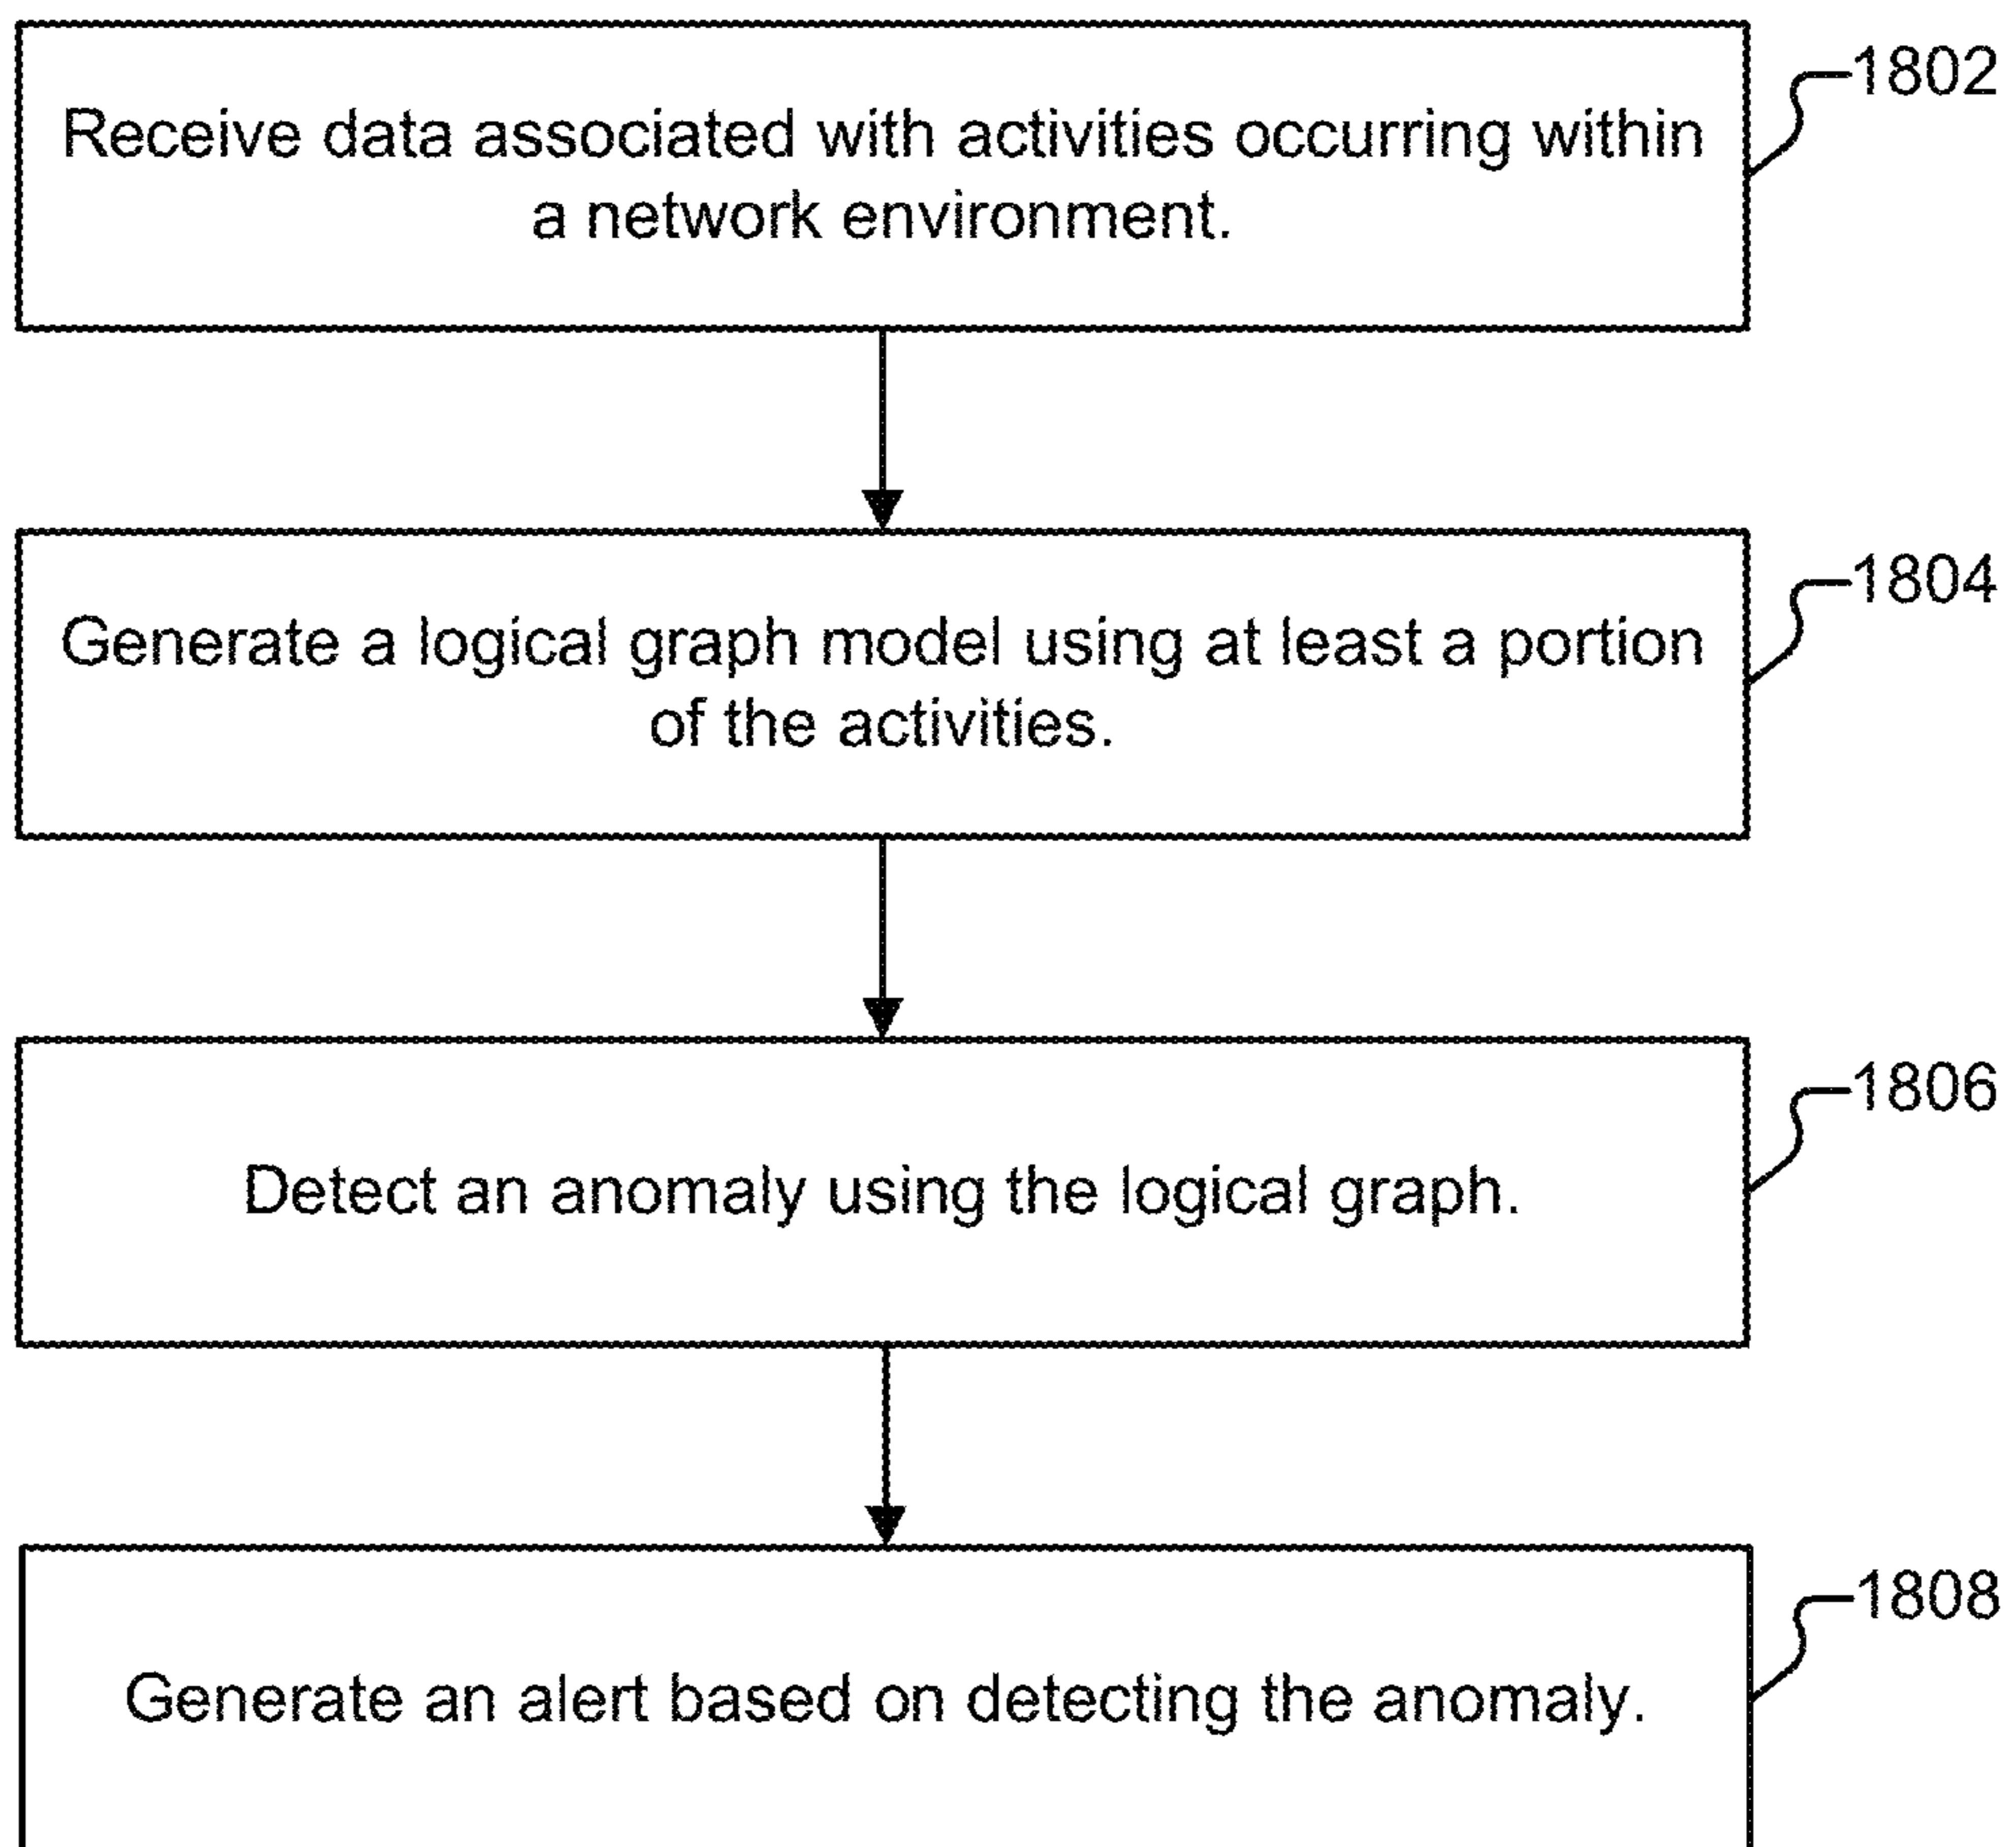 1802
Receive data associated with activities occurring within
a network environment.
1804
Generate a logical graph model using at least a portion
of the activities.
1806
Detect an anomaly using the logical graph.
1808
Generate an alert based on detecting the anomaly.